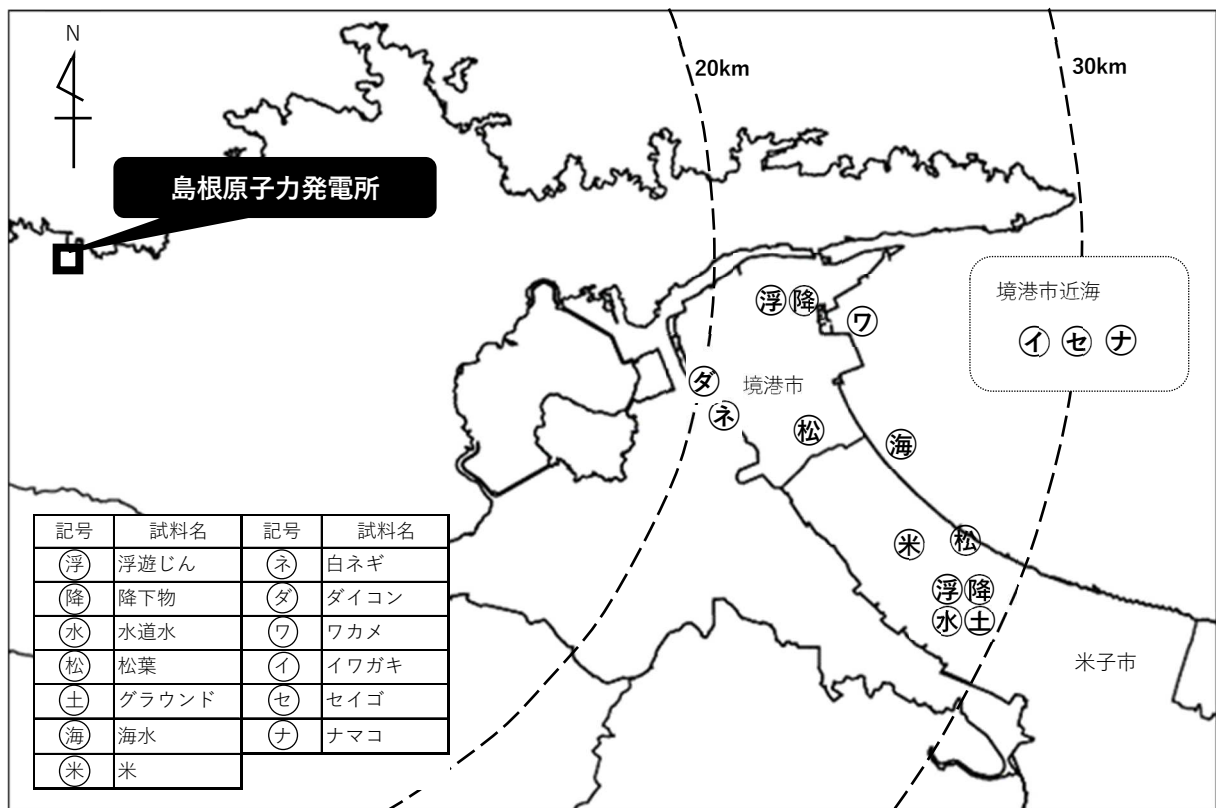 N
20km
30km
島根原子力発電所
境港市近海
イ セ ナ
浮 降
ワ
ダ
境港市
ネ
松
海
米
松
浮 降
水 土
米子市
記号 試料名 記号 試料名
浮 浮遊じん ネ 白ネギ
降 降下物 ダ ダイコン
水 水道水 ワ ワカメ
松 松葉 イ イワガキ
土 グラウンド セ セイゴ
海 海水 ナ ナマコ
米 米